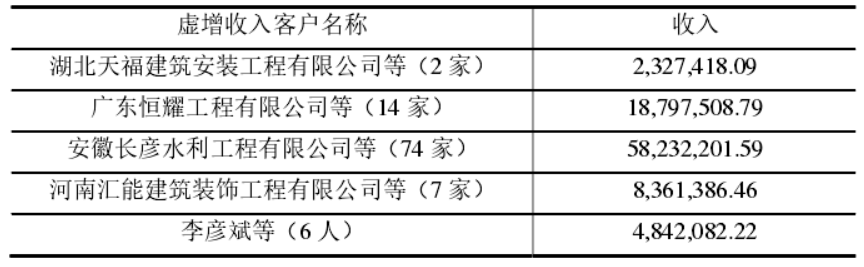 虚增收入客户名称 收入
湖北天福建筑安装工程有限公司等（2 家） 2,327,418.09
广东恒耀工程有限公司等（14 家） 18,797,508.79
安徽长彦水利工程有限公司等（74 家） 58,232,201.59
河南汇能建筑装饰工程有限公司等（7 家） 8,361,386.46
李彦斌等（6 人） 4,842,082.22